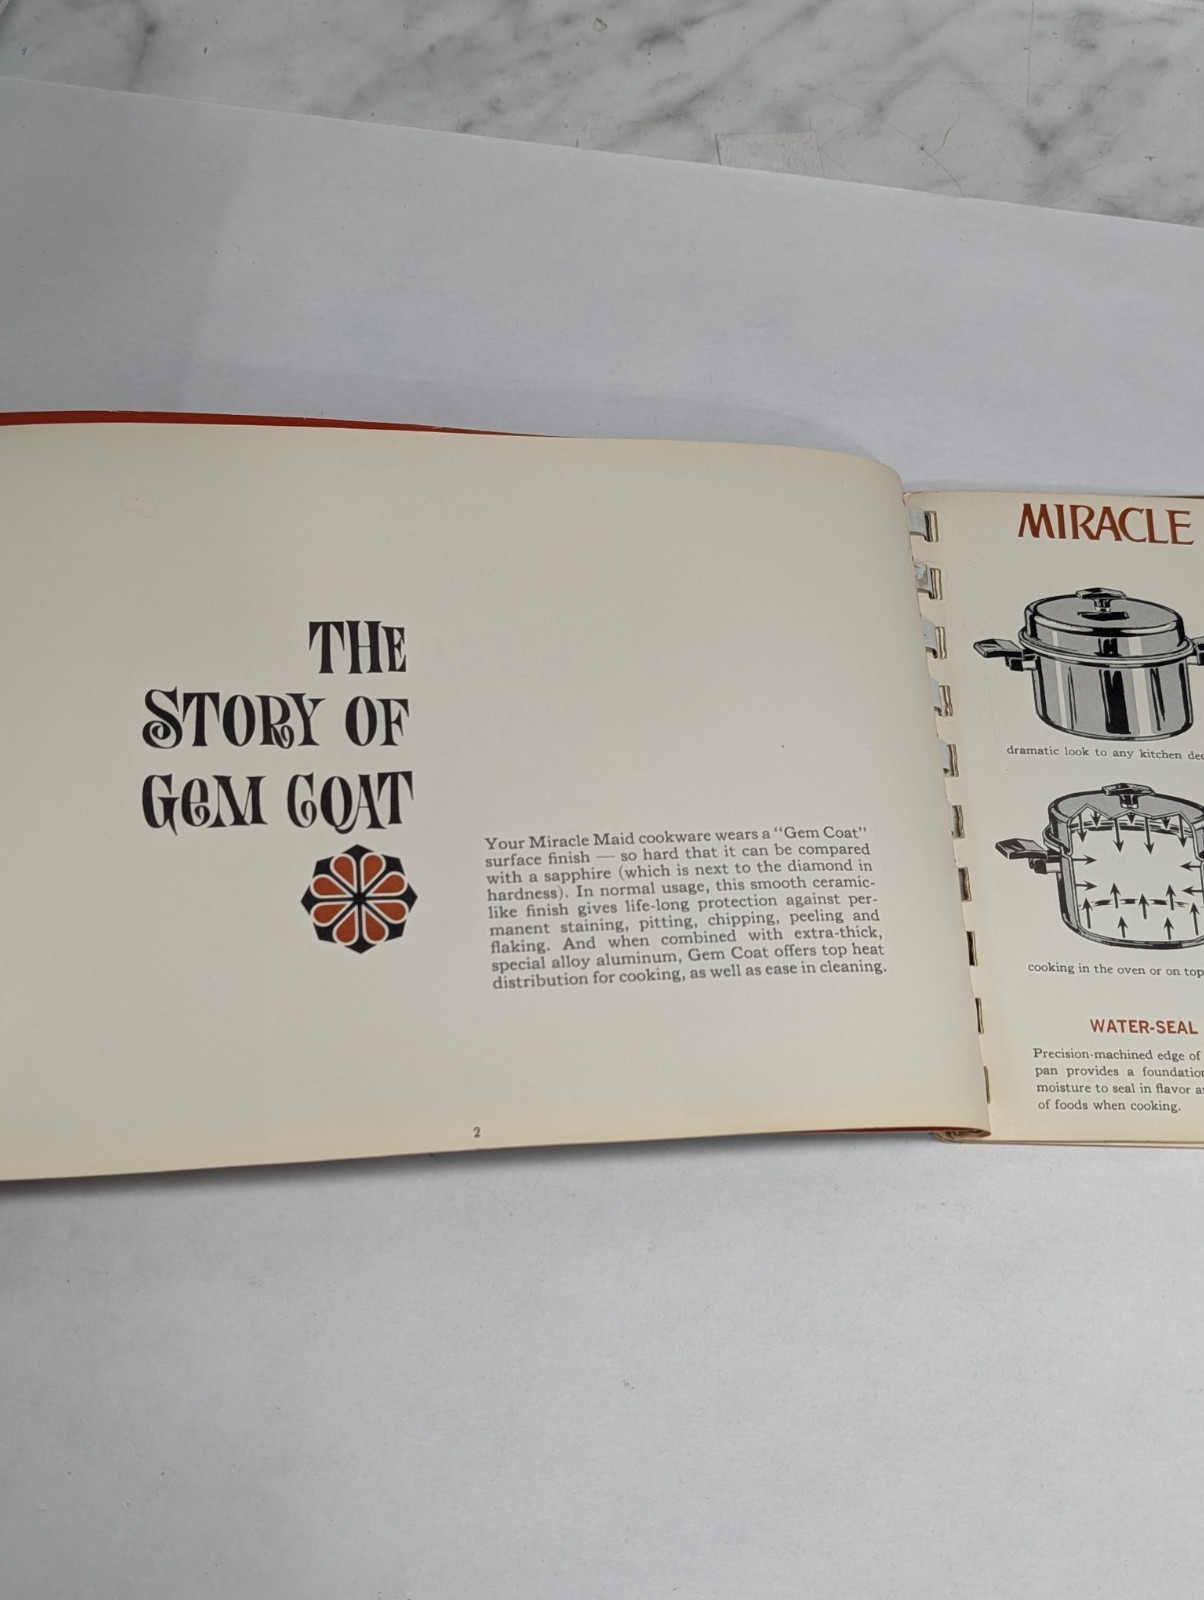 THE
STORY OF
GEM COAT
Your Miracle Maid cookware wears a “Gem Coat”
surface finish — so hard that it can be compared
with a sapphire (which is next to the diamond in
hardness). In normal usage, this smooth ceramic-
like finish gives life-long protection against per-
manent staining, pitting, chipping, peeling and
flaking. And when combined with extra-thick,
special alloy aluminum, Gem Coat offers top heat
distribution for cooking, as well as ease in cleaning.
2
MIRACLE
dramatic look to any kitchen
cooking in the oven or on top
WATER-SEAL
Precision-machined edge of
pan provides a
moisture to seal in flavor
of foods when cooking.